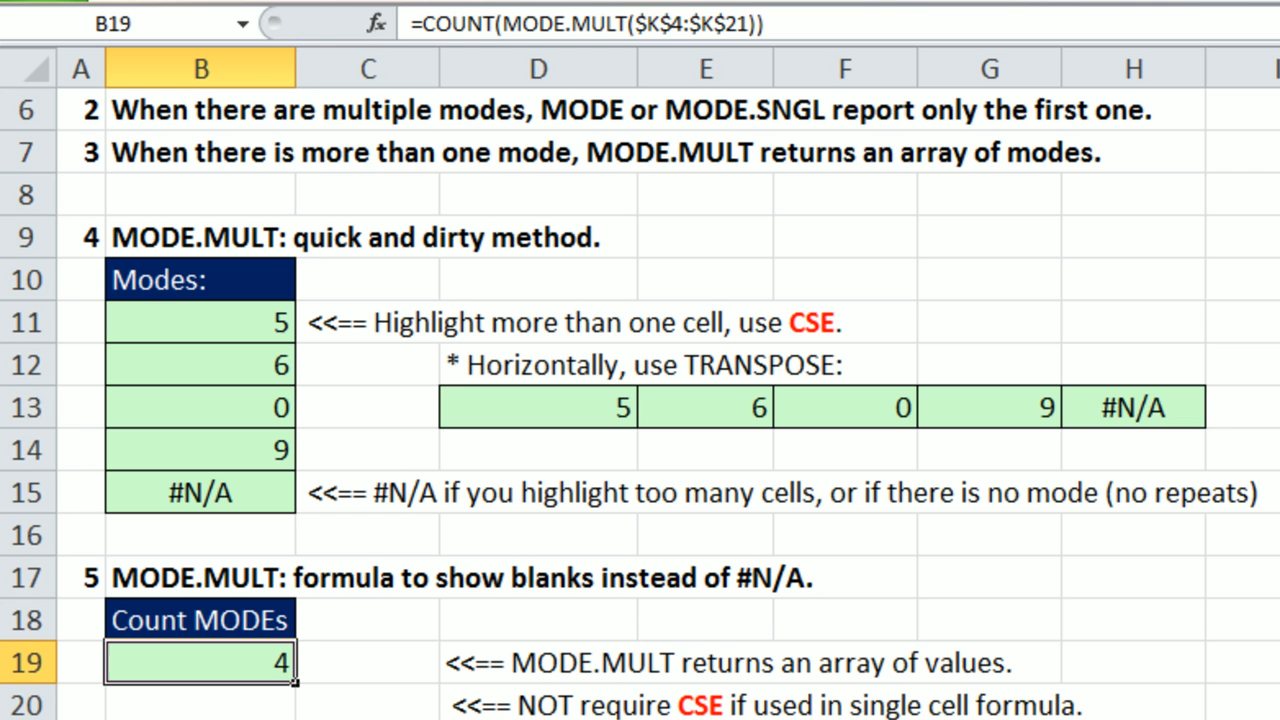 B19 fx =COUNT(MODE.MULT($K$4:$K$21))
A B C D E F G H
6 2 When there are multiple modes, MODE or MODE.SNGL report only the first one.
7 3 When there is more than one mode, MODE.MULT returns an array of modes.
8
9 4 MODE.MULT: quick and dirty method.
10 Modes:
11 5 <<== Highlight more than one cell, use CSE.
12 6 * Horizontally, use TRANSPOSE:
13 0 5 6 0 9 #N/A
14 9
15 #N/A <<== #N/A if you highlight too many cells, or if there is no mode (no repeats)
16
17 5 MODE.MULT: formula to show blanks instead of #N/A.
18 Count MODEs
19 4 <<== MODE.MULT returns an array of values.
20 <<== NOT require CSE if used in single cell formula.